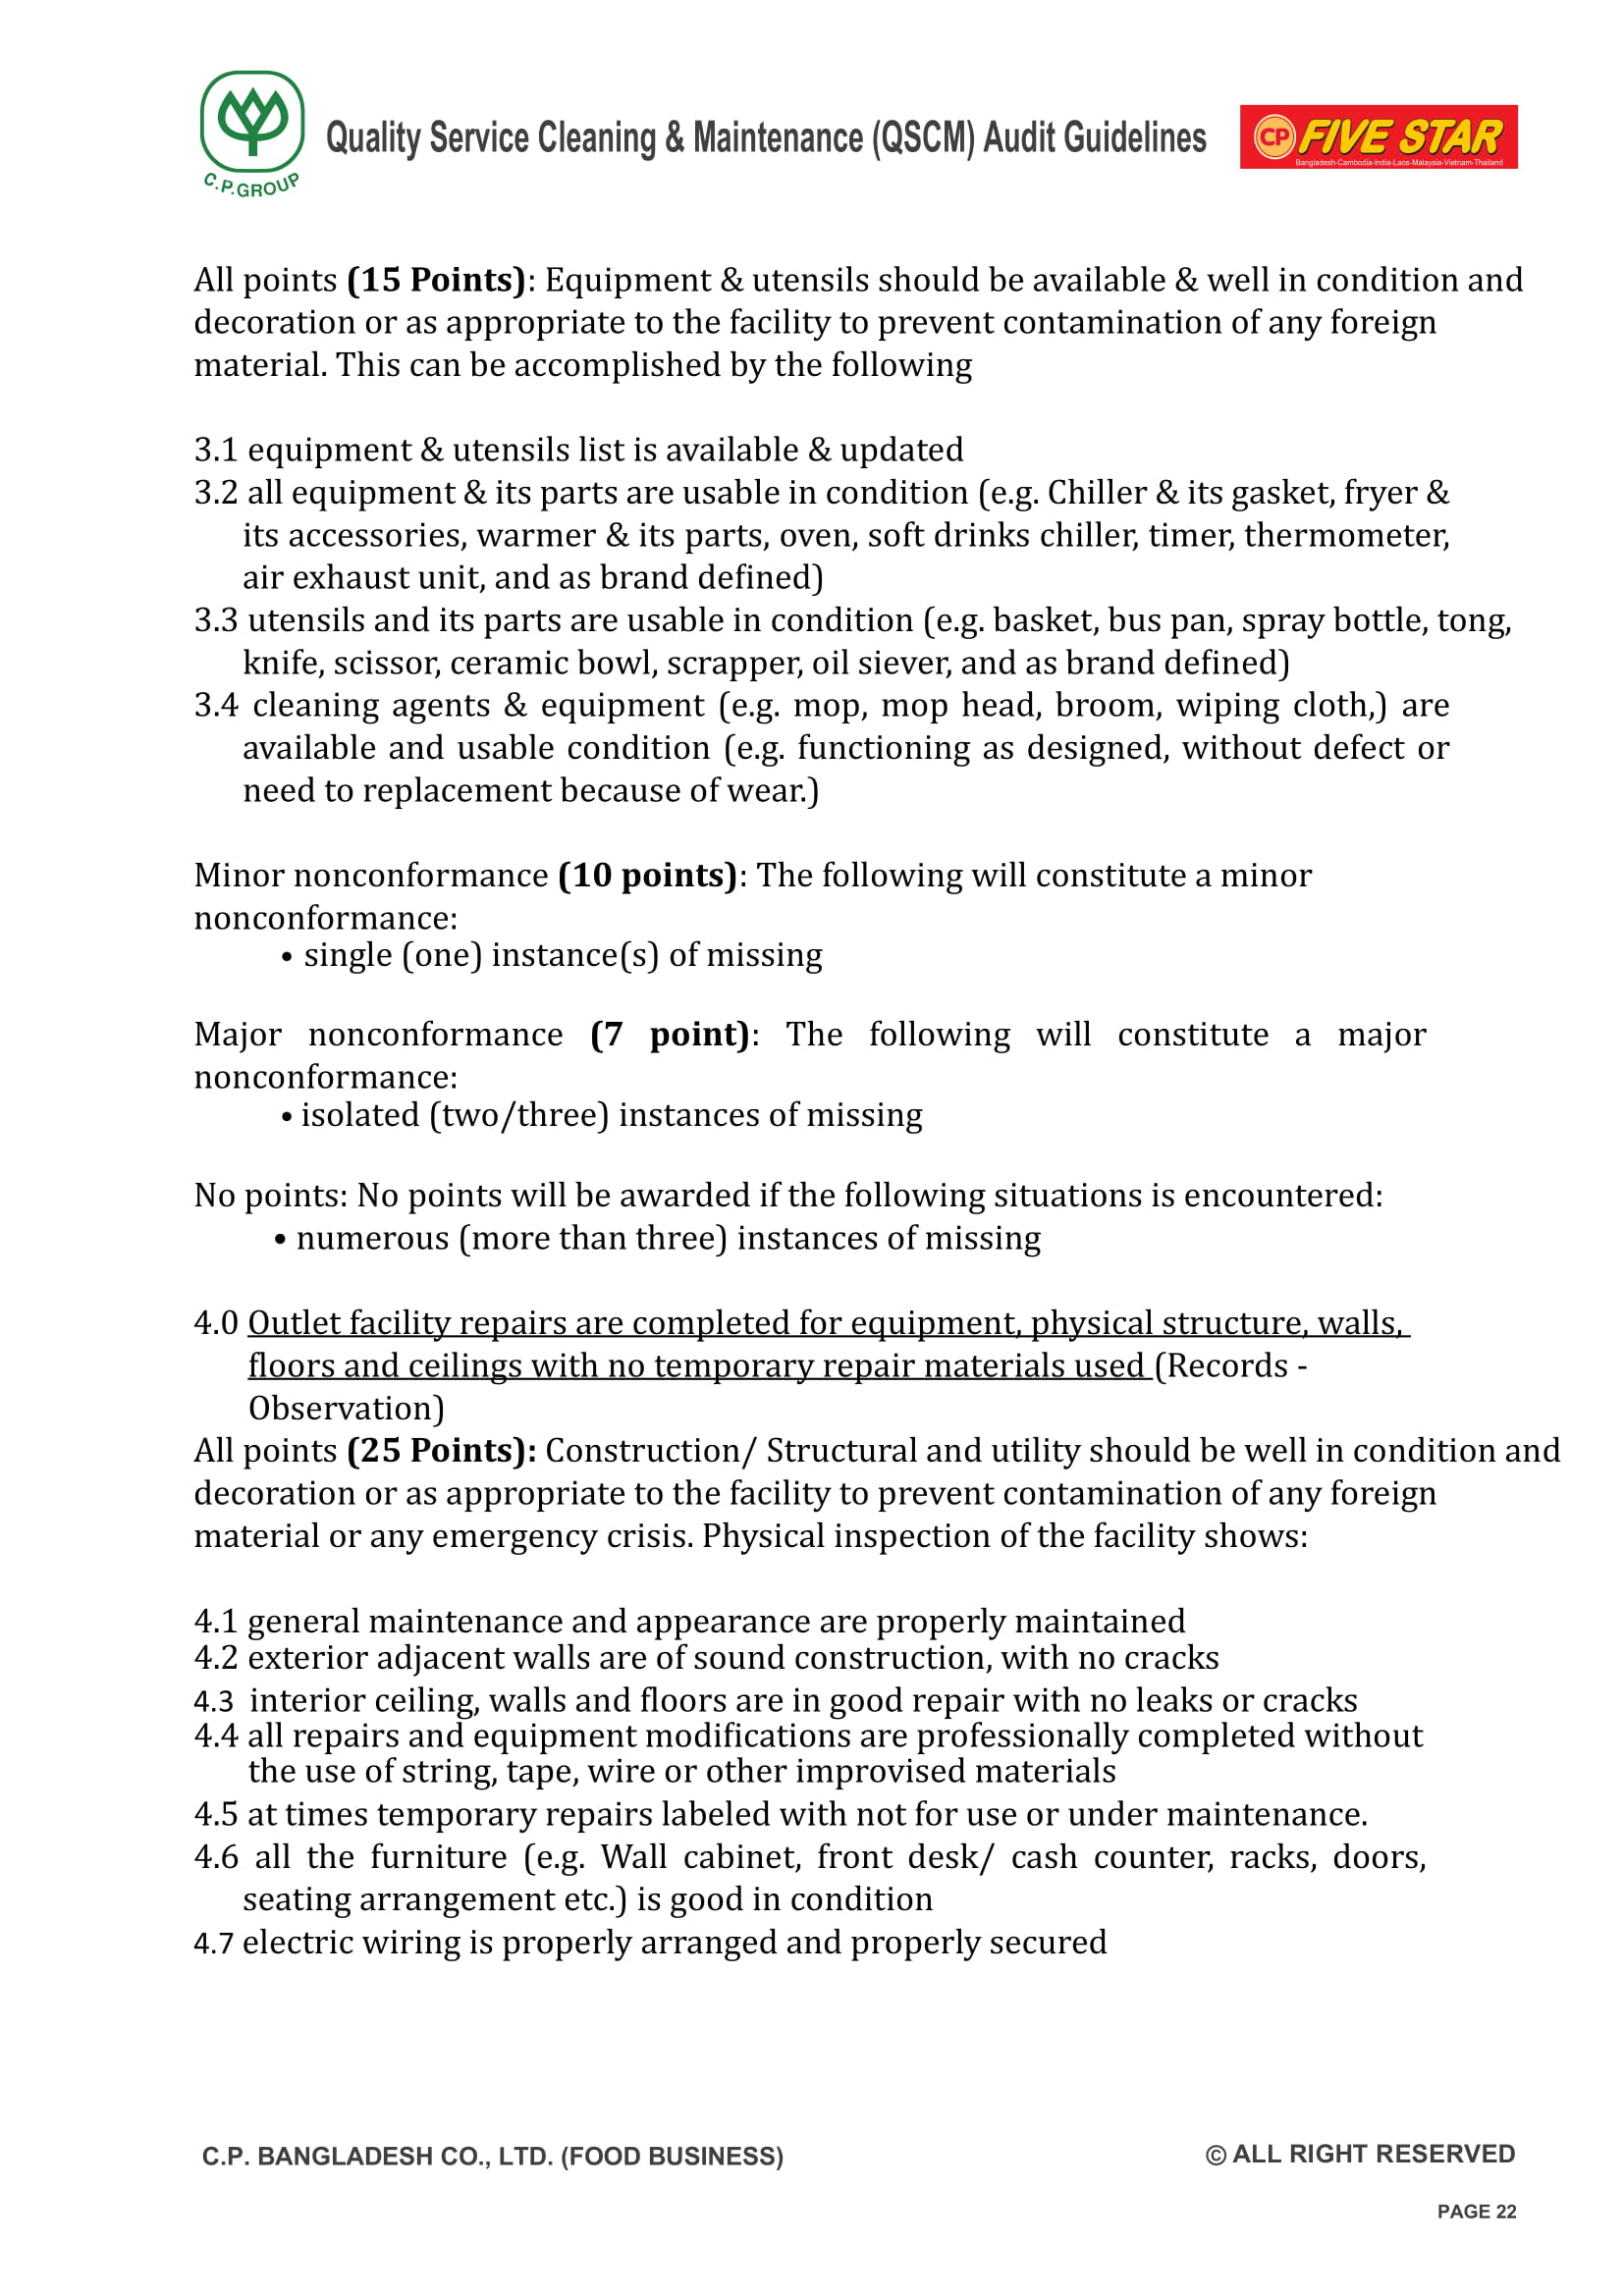 C.P.GROUP
Quality Service Cleaning & Maintenance (QSCM) Audit Guidelines
CP FIVE STAR
Bangladesh-Cambodia-India-Laos-Malaysia-Vietnam-Thailand
All points (15 Points): Equipment & utensils should be available & well in condition and
decoration or as appropriate to the facility to prevent contamination of any foreign
material. This can be accomplished by the following
3.1 equipment & utensils list is available & updated
3.2 all equipment & its parts are usable in condition (e.g. Chiller & its gasket, fryer &
its accessories, warmer & its parts, oven, soft drinks chiller, timer, thermometer,
air exhaust unit, and as brand defined)
3.3 utensils and its parts are usable in condition (e.g. basket, bus pan, spray bottle, tong,
knife, scissor, ceramic bowl, scrapper, oil siever, and as brand defined)
3.4 cleaning agents & equipment (e.g. mop, mop head, broom, wiping cloth,) are
available and usable condition (e.g. functioning as designed, without defect or
need to replacement because of wear.)
Minor nonconformance (10 points): The following will constitute a minor
nonconformance:
• single (one) instance(s) of missing
Major nonconformance (7 point): The following will constitute a major
nonconformance:
• isolated (two/three) instances of missing
No points: No points will be awarded if the following situations is encountered:
• numerous (more than three) instances of missing
4.0 Outlet facility repairs are completed for equipment, physical structure, walls,
floors and ceilings with no temporary repair materials used (Records -
Observation)
All points (25 Points): Construction/ Structural and utility should be well in condition and
decoration or as appropriate to the facility to prevent contamination of any foreign
material or any emergency crisis. Physical inspection of the facility shows:
4.1 general maintenance and appearance are properly maintained
4.2 exterior adjacent walls are of sound construction, with no cracks
4.3 interior ceiling, walls and floors are in good repair with no leaks or cracks
4.4 all repairs and equipment modifications are professionally completed without
the use of string, tape, wire or other improvised materials
4.5 at times temporary repairs labeled with not for use or under maintenance.
4.6 all the furniture (e.g. Wall cabinet, front desk/ cash counter, racks, doors,
seating arrangement etc.) is good in condition
4.7 electric wiring is properly arranged and properly secured
C.P. BANGLADESH CO., LTD. (FOOD BUSINESS)
© ALL RIGHT RESERVED
PAGE 22